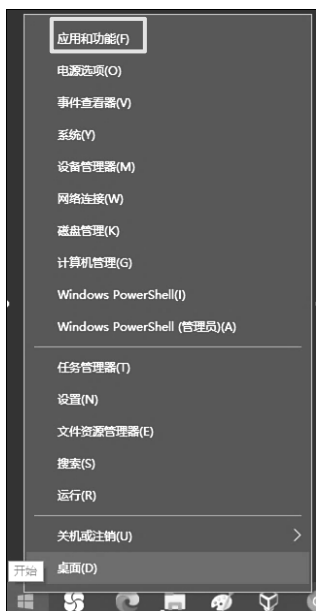 应用和功能(F)
电源选项(O)
事件查看器(V)
系统(Y)
设备管理器(M)
网络连接(W)
磁盘管理(K)
计算机管理(G)
Windows PowerShell(I)
Windows PowerShell (管理员)(A)
任务管理器(T)
设置(N)
文件资源管理器(E)
搜索(S)
运行(R)
关机或注销(U)
桌面(D)
开始